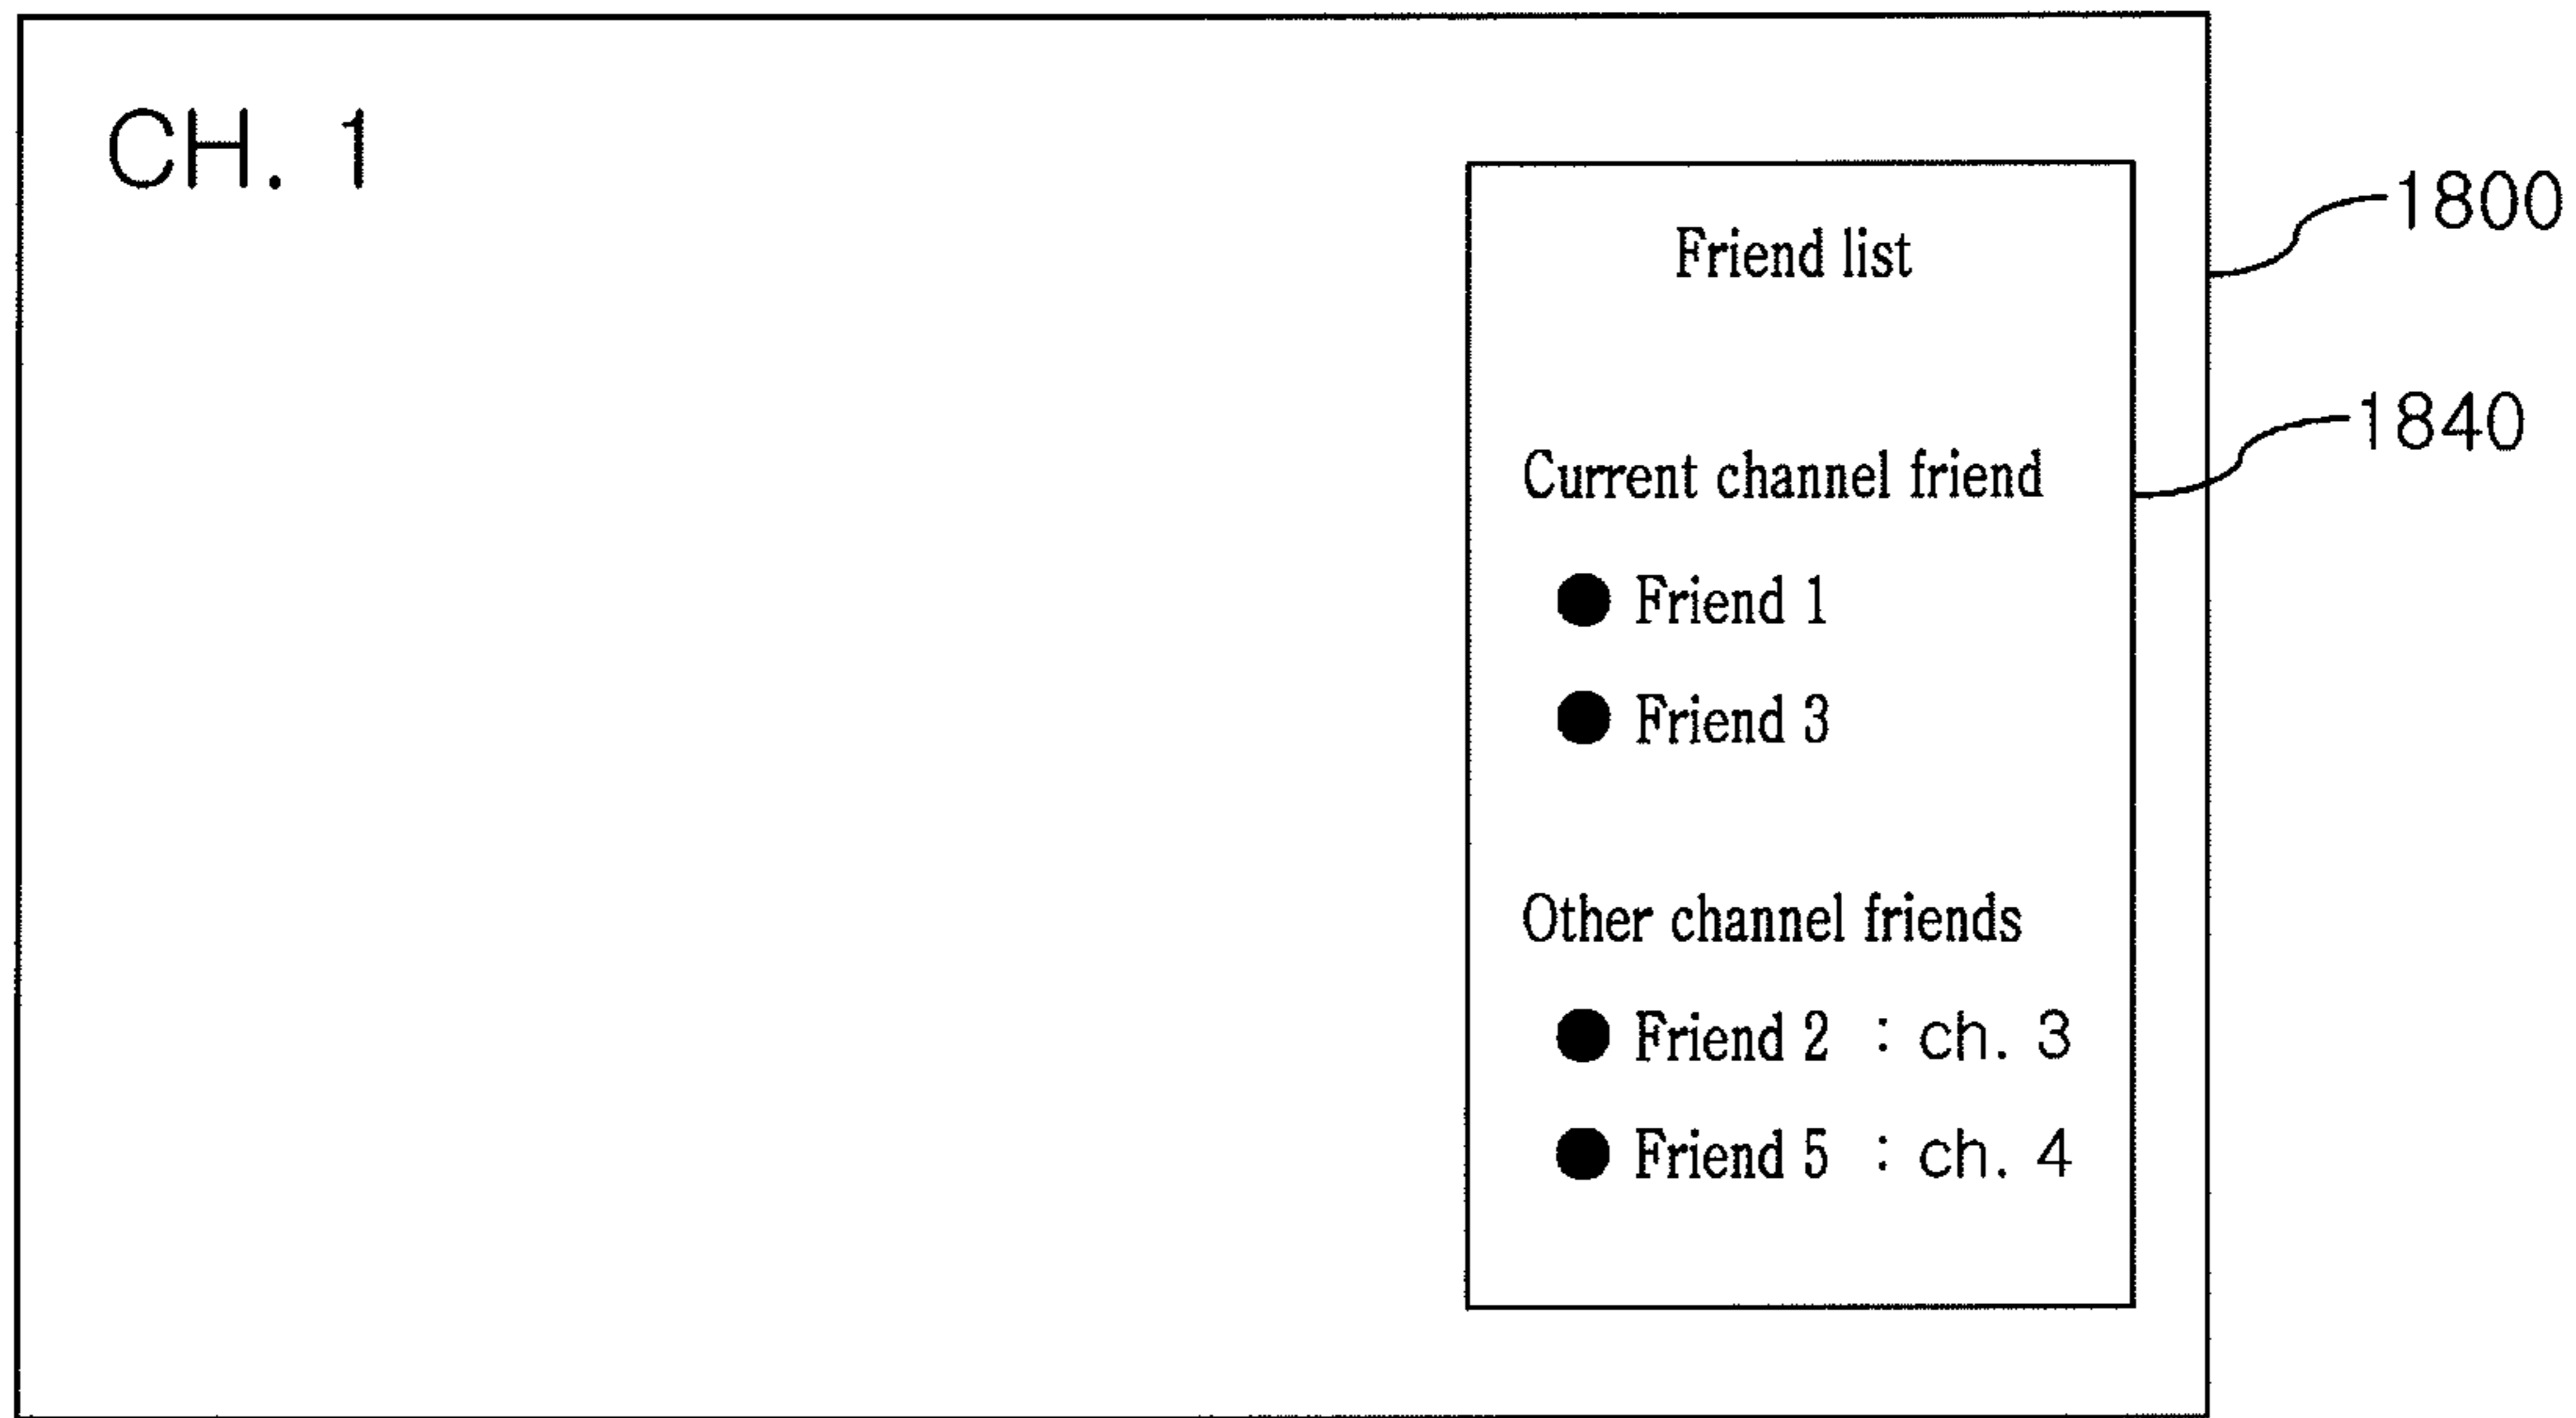 CH. 1
1800
Friend list
1840
Current channel friend
● Friend 1
● Friend 3
Other channel friends
● Friend 2 : ch. 3
● Friend 5 : ch. 4